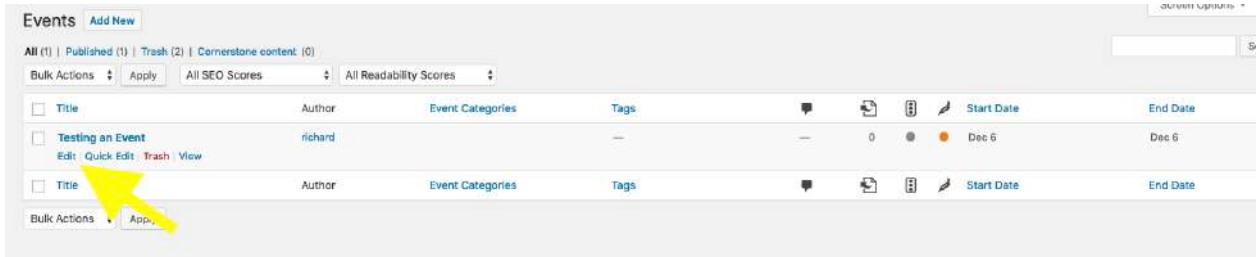 Screen Options
Events Add New
All (1) | Published (1) | Trash (2) | Cornerstone content (0)
Bulk Actions Apply All SEO Scores All Readability Scores
Title Author Event Categories Tags Start Date End Date
Testing an Event richard — — 0 Dec 6 Dec 6
Edit | Quick Edit | Trash | View
Title Author Event Categories Tags Start Date End Date
Bulk Actions